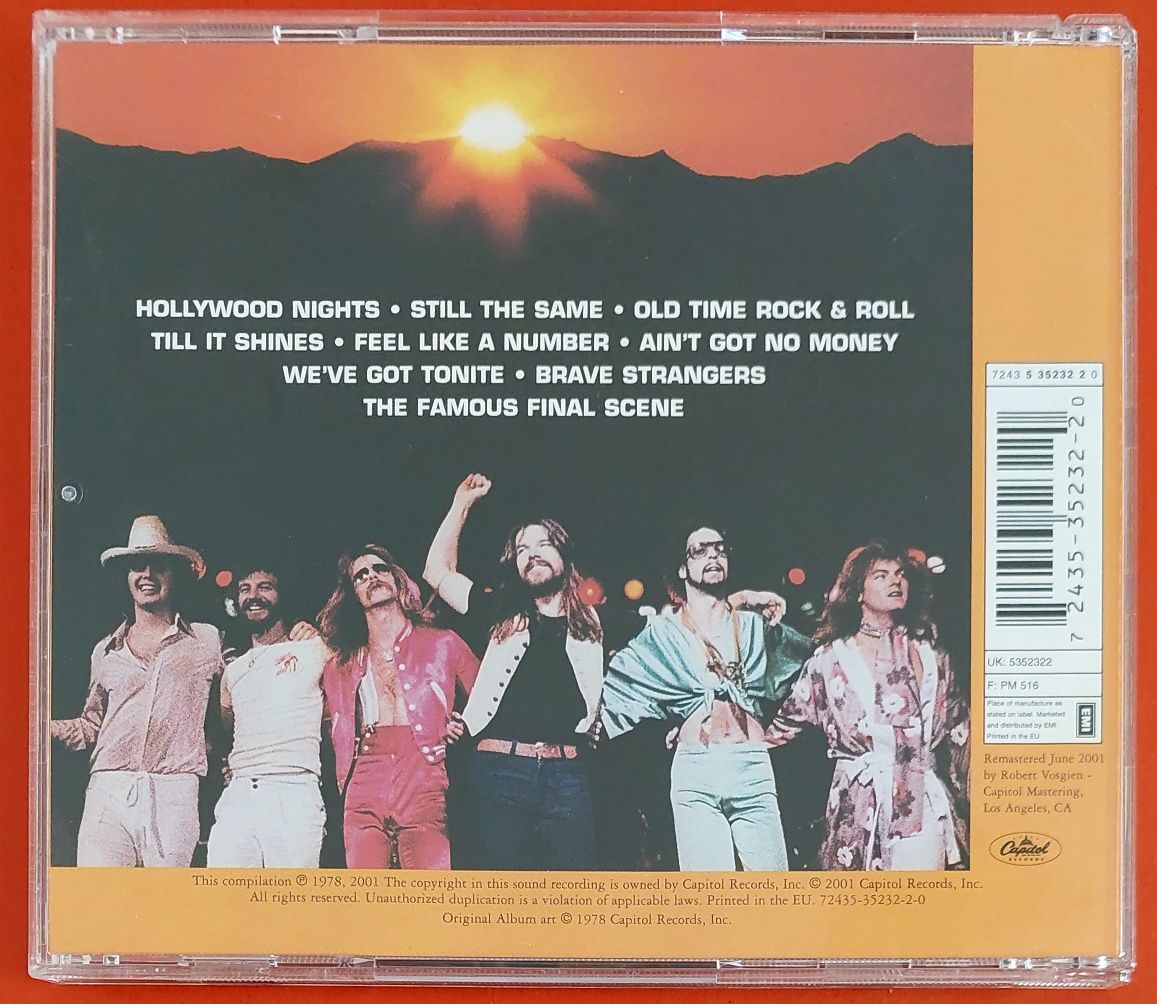 HOLLYWOOD NIGHTS • STILL THE SAME • OLD TIME ROCK & ROLL
TILL IT SHINES • FEEL LIKE A NUMBER • AIN'T GOT NO MONEY
WE'VE GOT TONITE • BRAVE STRANGERS
THE FAMOUS FINAL SCENE
7243 5 35232 2 0
7 2435-35232-2 0
UK: 5352322
F: PM 516
Place of manufacture as
stated on label. Marketed
and distributed by EMI.
Printed in the EU
EMI
Remastered June 2001
by Robert Vosgien -
Capitol Mastering,
Los Angeles, CA
Capitol
RECORDS
This compilation ℗ 1978, 2001 The copyright in this sound recording is owned by Capitol Records, Inc. © 2001 Capitol Records, Inc.
All rights reserved. Unauthorized duplication is a violation of applicable laws. Printed in the EU. 72435-35232-2-0
Original Album art © 1978 Capitol Records, Inc.